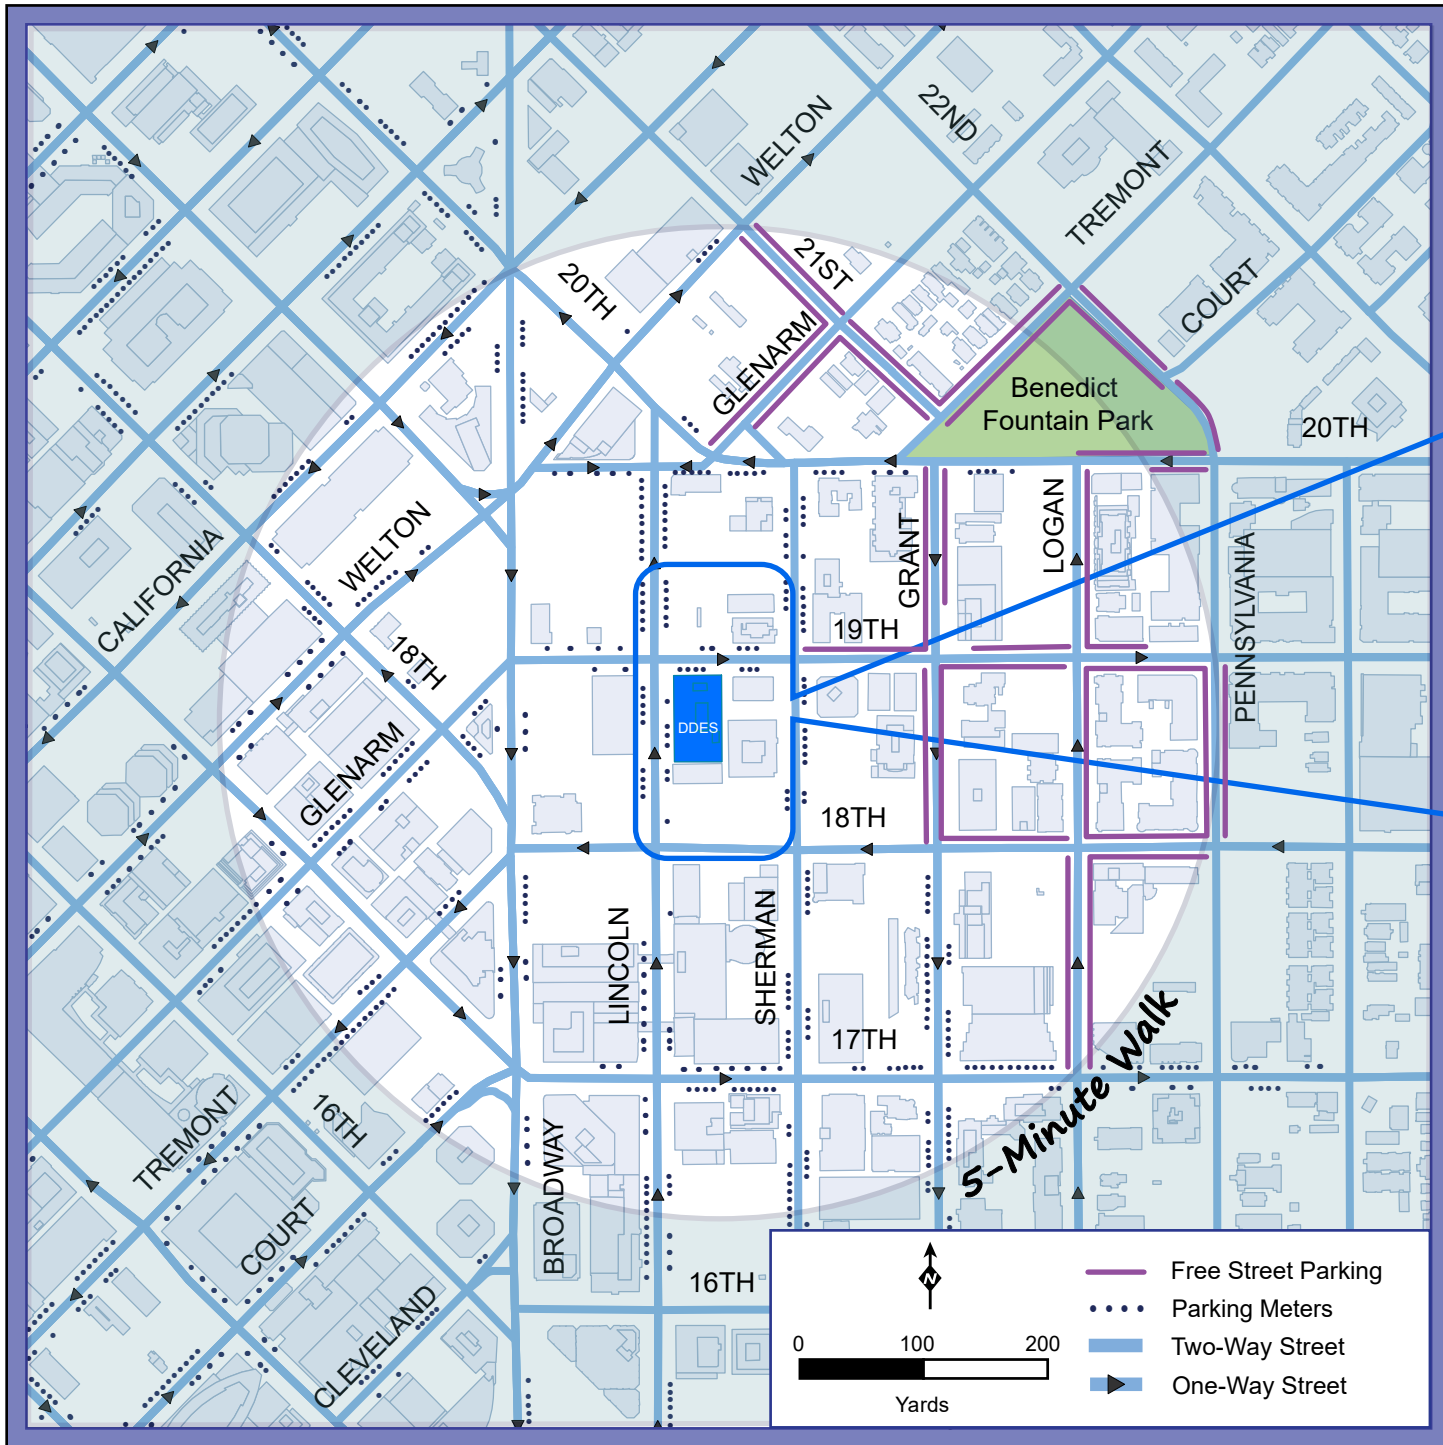 WELTON
22ND
TREMONT
21ST
20TH
COURT
GLENARM
Benedict
Fountain Park
20TH
LOGAN
GRANT
WELTON
CALIFORNIA
PENNSYLVANIA
19TH
18TH
DDES
GLENARM
18TH
LINCOLN
SHERMAN
17TH
5-Minute Walk
TREMONT
16TH
BROADWAY
COURT
16TH
CLEVELAND
N
0 100 200
Yards
Free Street Parking
Parking Meters
Two-Way Street
One-Way Street